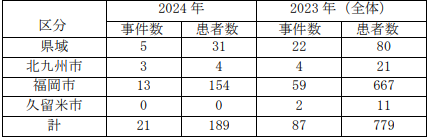 区分 2024 年 2023 年（全体）
事件数 患者数 事件数 患者数
県域 5 31 22 80
北九州市 3 4 4 21
福岡市 13 154 59 667
久留米市 0 0 2 11
計 21 189 87 779